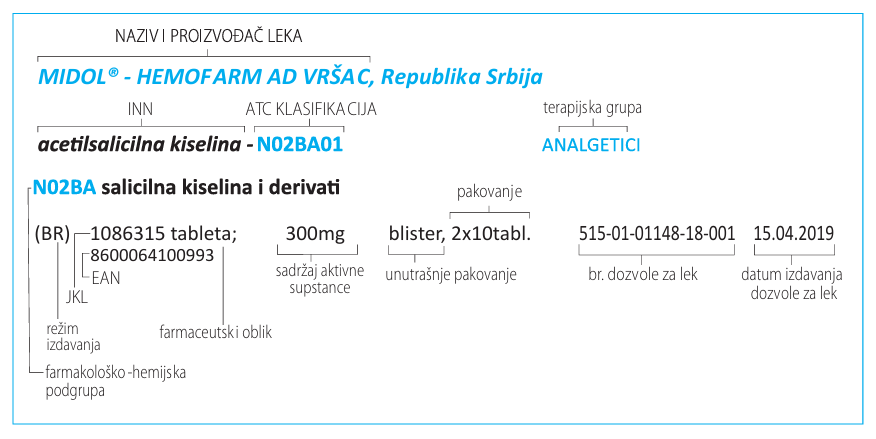 NAZIV I PROIZVOĐAČ LEKA
MIDOL® - HEMOFARM AD VRŠAC, Republika Srbija
INN ATC KLASIFIKACIJA terapijska grupa
acetilsalicilna kiselina - N02BA01 ANALGETICI
N02BA salicilna kiselina i derivati
pakovanje
(BR) 1086315 tableta; 300mg blister, 2x10tabl. 515-01-01148-18-001 15.04.2019
8600064100993
EAN
sadržaj aktivne
supstance
unutrašnje pakovanje
br. dozvole za lek
datum izdavanja
dozvole za lek
JKL
režim
izdavanja
farmaceutski oblik
farmakološko-hemijska
podgrupa